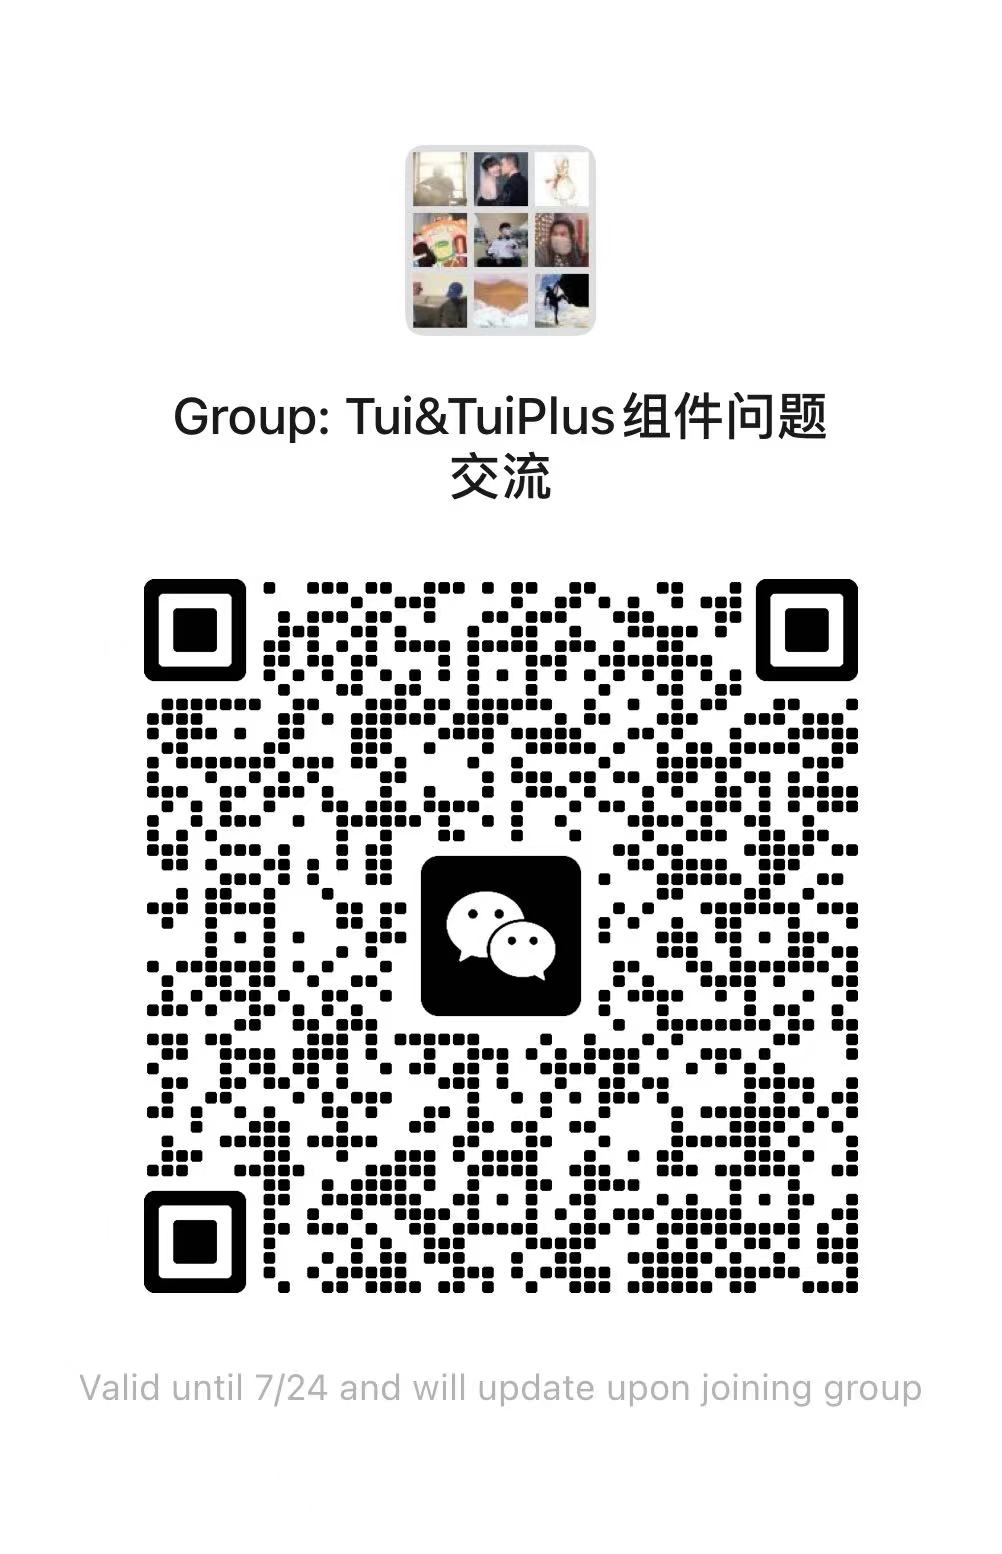 Group: Tui&TuiPlus组件问题
交流
Valid until 7/24 and will update upon joining group